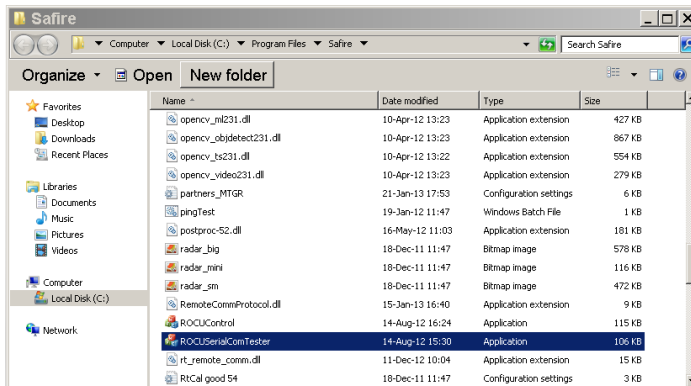 Safire
Computer Local Disk (C:) Program Files Safire Search Safire
Organize Open New folder
Favorites
Desktop
Downloads
Recent Places
Libraries
Documents
Music
Pictures
Videos
Computer
Local Disk (C:)
Network
Name Date modified Type Size
opencv_ml231.dll 10-Apr-12 13:23 Application extension 427 KB
opencv_objdetect231.dll 10-Apr-12 13:23 Application extension 867 KB
opencv_ts231.dll 10-Apr-12 13:22 Application extension 554 KB
opencv_video231.dll 10-Apr-12 13:23 Application extension 279 KB
partners_MTGR 21-Jan-13 17:53 Configuration settings 6 KB
pingTest 19-Jan-12 11:47 Windows Batch File 1 KB
postproc-52.dll 16-May-12 11:03 Application extension 181 KB
radar_big 18-Dec-11 11:47 Bitmap image 578 KB
radar_mini 18-Dec-11 11:47 Bitmap image 116 KB
radar_sm 18-Dec-11 11:47 Bitmap image 472 KB
RemoteCommProtocol.dll 15-Jan-13 16:40 Application extension 9 KB
ROCUControl 14-Aug-12 16:24 Application 115 KB
ROCUSerialComTester 14-Aug-12 15:30 Application 106 KB
rt_remote_comm.dll 11-Dec-12 10:04 Application extension 15 KB
RtCal good 54 18-Dec-11 11:47 Configuration settings 3 KB